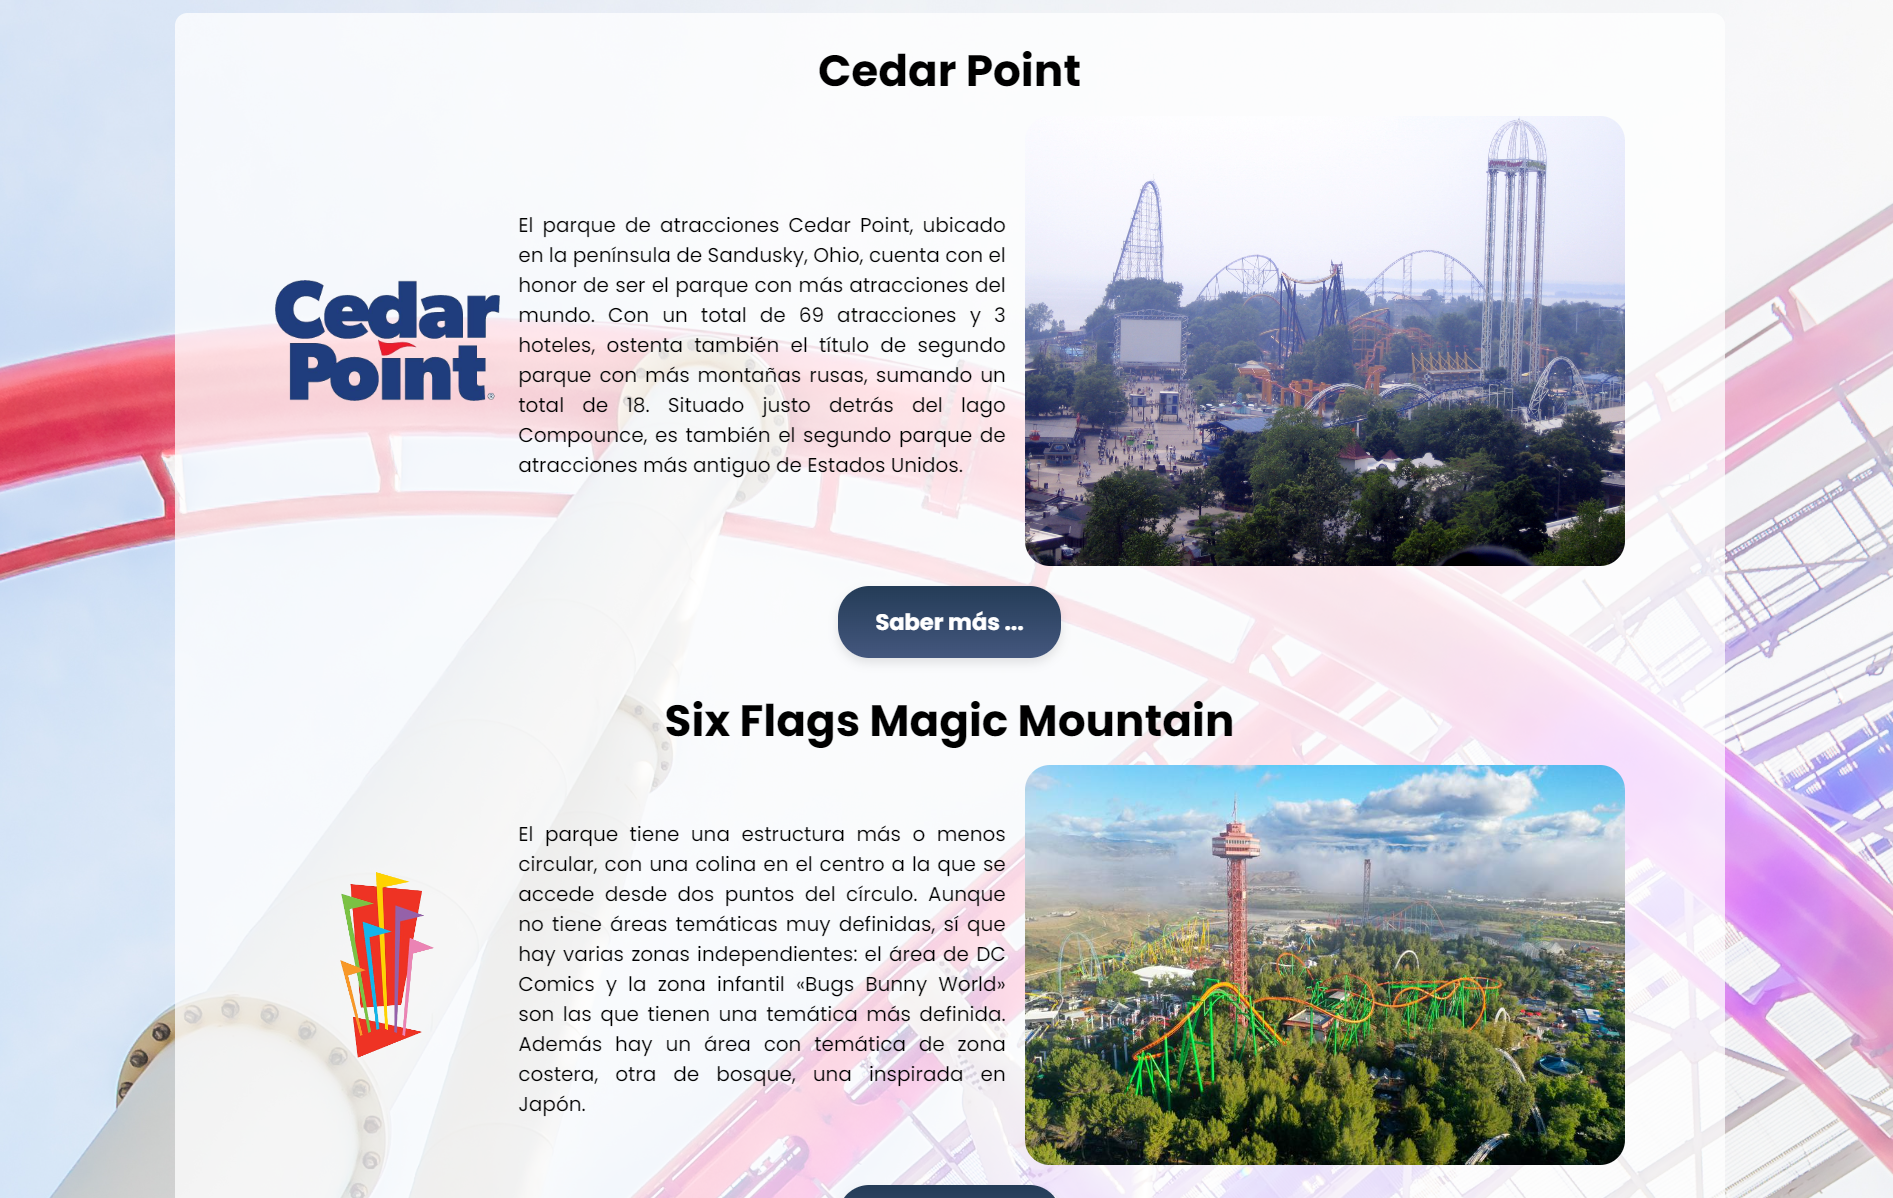 Cedar Point
El parque de atracciones Cedar Point, ubicado
en la península de Sandusky, Ohio, cuenta con el
honor de ser el parque con más atracciones del
mundo. Con un total de 69 atracciones y 3
hoteles, ostenta también el título de segundo
parque con más montañas rusas, sumando un
total de 18. Situado justo detrás del lago
Compounce, es también el segundo parque de
atracciones más antiguo de Estados Unidos.
Cedar
Point®
Saber más ...
Six Flags Magic Mountain
El parque tiene una estructura más o menos
circular, con una colina en el centro a la que se
accede desde dos puntos del círculo. Aunque
no tiene áreas temáticas muy definidas, sí que
hay varias zonas independientes: el área de DC
Comics y la zona infantil «Bugs Bunny World»
son las que tienen una temática más definida.
Además hay un área con temática de zona
costera, otra de bosque, una inspirada en
Japón.